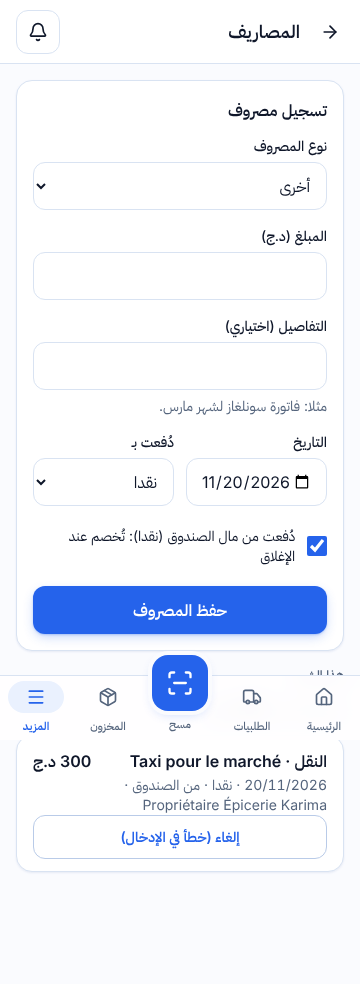 المصاريف
تسجيل مصروف
نوع المصروف
أخرى
المبلغ (د.ج)
التفاصيل (اختياري)
مثلا: فاتورة سونلغاز لشهر مارس.
التاريخ
دُفعت بـ
11/20/2026
نقدا
دُفعت من مال الصندوق (نقدا): تُخصم عند
الإغلاق
حفظ المصروف
الرئيسية
الطلبيات
مسح
المخزون
المزيد
النقل · Taxi pour le marché
300 د.ج
20/11/2026 · نقدا · من الصندوق ·
Propriétaire Épicerie Karima
إلغاء (خطأ في الإدخال)